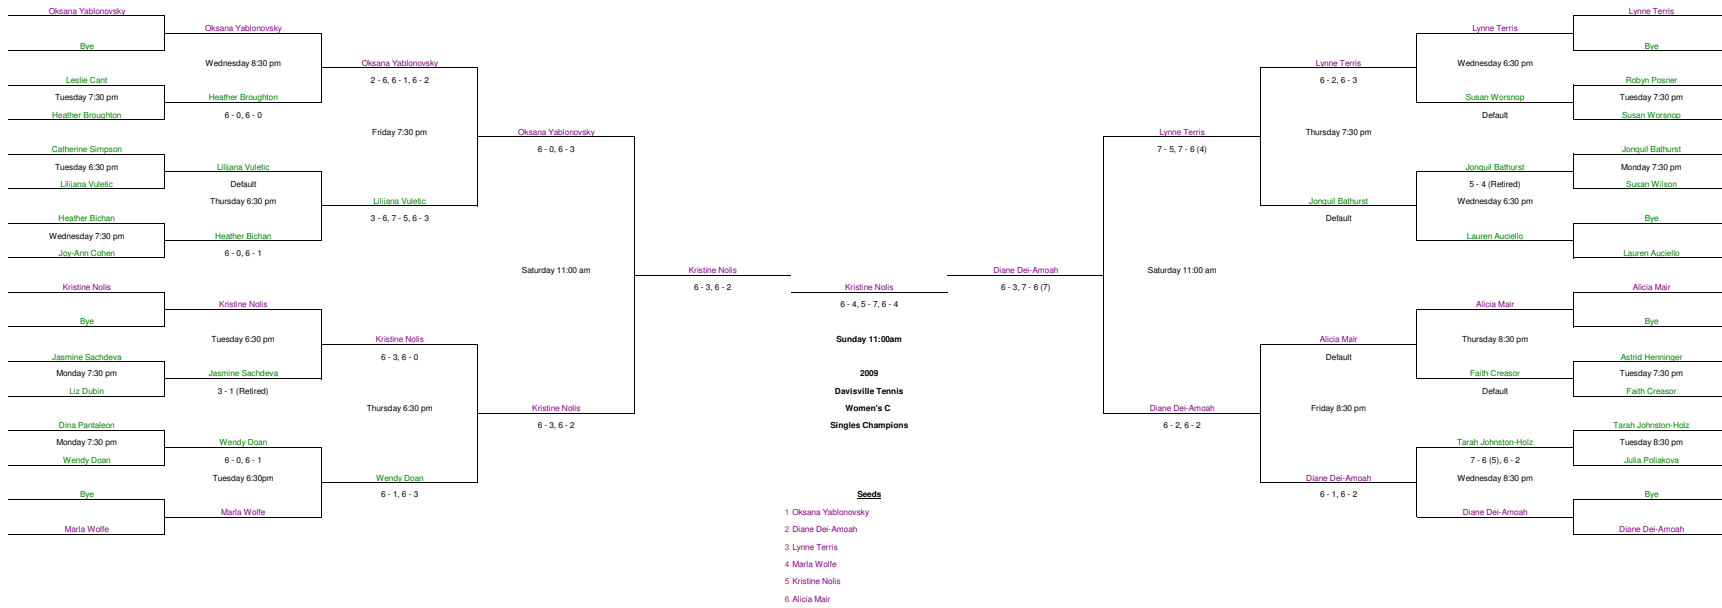 Oksana Yablonovsky
Bye
Leslie Cant
Tuesday 7:30 pm
Heather Broughton
Catherine Simpson
Tuesday 6:30 pm
Lilijana Vuletic
Heather Bichan
Wednesday 7:30 pm
Joy-Ann Cohen
Kristine Nolis
Bye
Jasmine Sachdeva
Monday 7:30 pm
Liz Dubin
Dina Pantaleon
Monday 7:30 pm
Wendy Doan
Bye
Marla Wolfe
Oksana Yablonovsky
Wednesday 8:30 pm
Heather Broughton
6 - 0, 6 - 0
Lilijana Vuletic
Default
Thursday 6:30 pm
Heather Bichan
6 - 0, 6 - 1
Kristine Nolis
Tuesday 6:30 pm
Jasmine Sachdeva
3 - 1 (Retired)
Wendy Doan
6 - 0, 6 - 1
Tuesday 6:30pm
Marla Wolfe
Oksana Yablonovsky
2 - 6, 6 - 1, 6 - 2
Friday 7:30 pm
Lilijana Vuletic
3 - 6, 7 - 5, 6 - 3
Kristine Nolis
6 - 3, 6 - 0
Thursday 6:30 pm
Wendy Doan
6 - 1, 6 - 3
Oksana Yablonovsky
6 - 0, 6 - 3
Saturday 11:00 am
Kristine Nolis
6 - 3, 6 - 2
Kristine Nolis
6 - 3, 6 - 2
Kristine Nolis
6 - 4, 5 - 7, 6 - 4
Sunday 11:00am
2009
Davisville Tennis
Women's C
Singles Champions
Seeds
1 Oksana Yablonovsky
2 Diane Dei-Amoah
3 Lynne Terris
4 Marla Wolfe
5 Kristine Nolis
6 Alicia Mair
Diane Dei-Amoah
6 - 3, 7 - 6 (7)
Lynne Terris
7 - 5, 7 - 6 (4)
Saturday 11:00 am
Diane Dei-Amoah
6 - 2, 6 - 2
Lynne Terris
6 - 2, 6 - 3
Thursday 7:30 pm
Jonquil Bathurst
Default
Alicia Mair
Default
Friday 8:30 pm
Diane Dei-Amoah
6 - 1, 6 - 2
Lynne Terris
Wednesday 6:30 pm
Susan Worsnop
Default
Jonquil Bathurst
5 - 4 (Retired)
Wednesday 6:30 pm
Lauren Auciello
Alicia Mair
Thursday 8:30 pm
Faith Creasor
Default
Tarah Johnston-Holz
7 - 6 (5), 6 - 2
Wednesday 8:30 pm
Diane Dei-Amoah
Lynne Terris
Bye
Robyn Posner
Tuesday 7:30 pm
Susan Worsnop
Jonquil Bathurst
Monday 7:30 pm
Susan Wilson
Bye
Lauren Auciello
Alicia Mair
Bye
Astrid Henninger
Tuesday 7:30 pm
Faith Creasor
Tarah Johnston-Holz
Tuesday 8:30 pm
Julia Poliakova
Bye
Diane Dei-Amoah